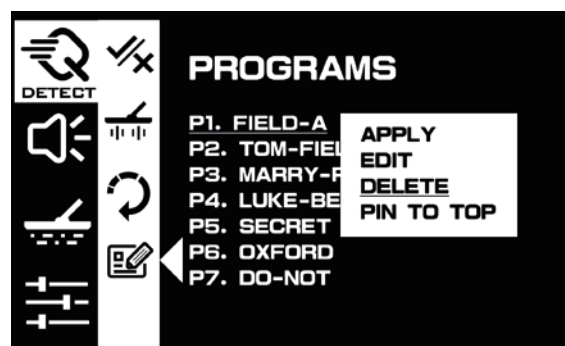 DETECT
PROGRAMS
P1. FIELD-A
P2. TOM-FIEL
P3. MARRY-F
P4. LUKE-BE
P5. SECRET
P6. OXFORD
P7. DO-NOT
APPLY
EDIT
DELETE
PIN TO TOP